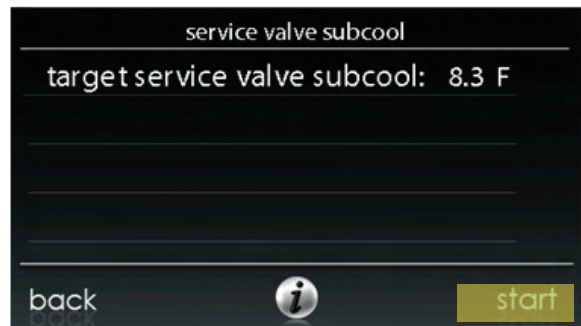 service valve subcool
target service valve subcool: 8.3 F
back i start